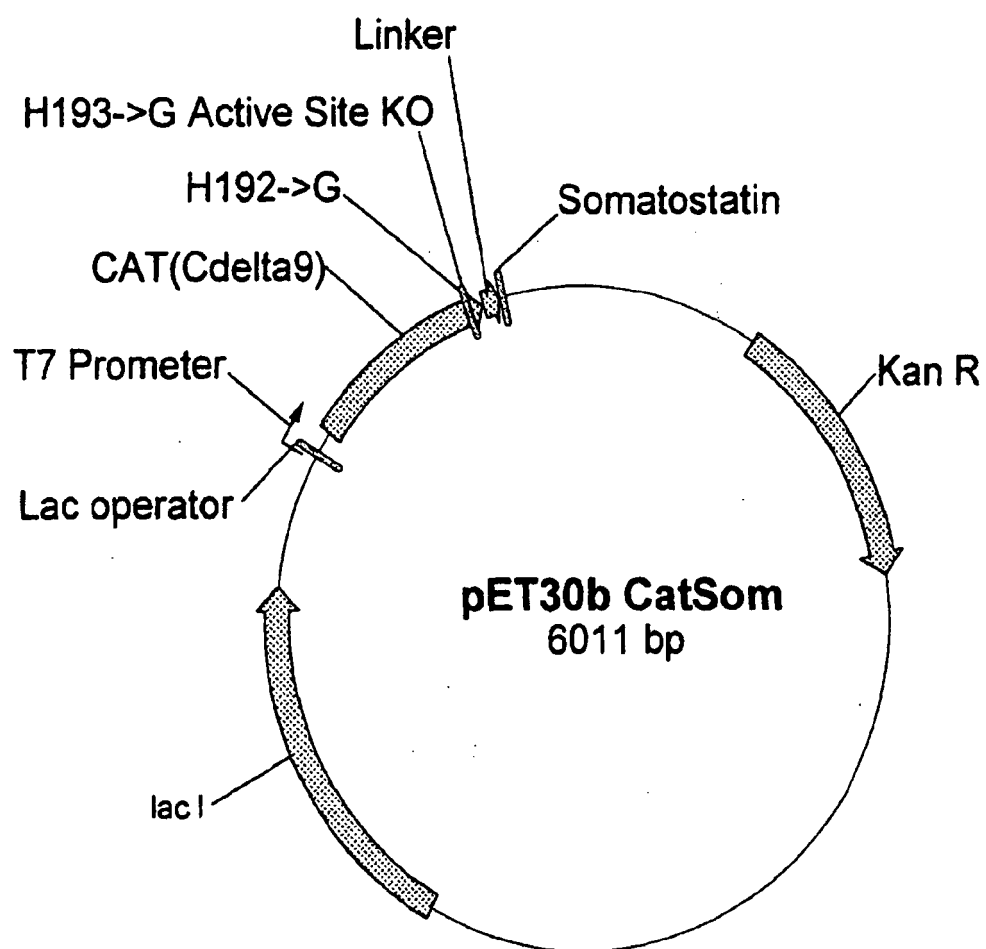 Linker
H193->G Active Site KO
H192->G
Somatostatin
CAT(Cdelta9)
T7 Prometer
Kan R
Lac operator
pET30b CatSom
6011 bp
lac I